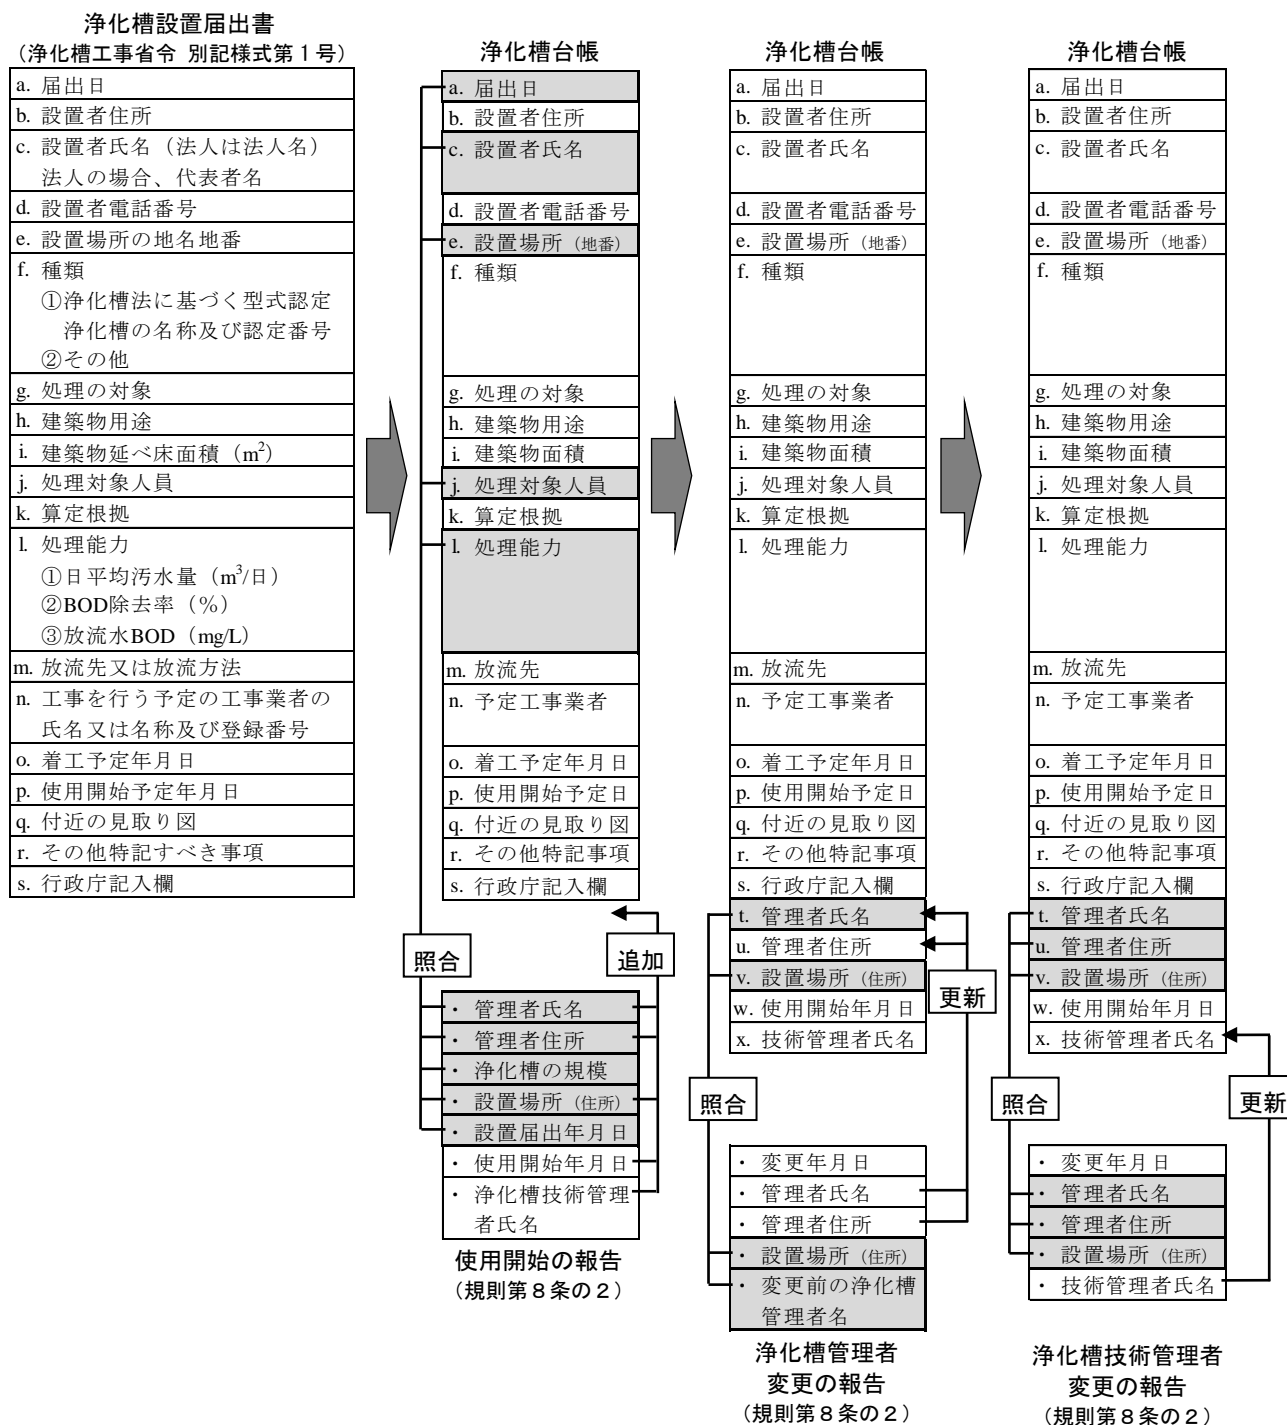 浄化槽設置届出書
（浄化槽工事省令 別記様式第１号）
a. 届出日
b. 設置者住所
c. 設置者氏名（法人は法人名）
法人の場合、代表者名
d. 設置者電話番号
e. 設置場所の地名地番
f. 種類
①浄化槽法に基づく型式認定
浄化槽の名称及び認定番号
②その他
g. 処理の対象
h. 建築物用途
i. 建築物延べ床面積（m²）
j. 処理対象人員
k. 算定根拠
l. 処理能力
①日平均汚水量（m³/日）
②BOD除去率（%）
③放流水BOD（mg/L）
m. 放流先又は放流方法
n. 工事を行う予定の工事業者の
氏名又は名称及び登録番号
o. 着工予定年月日
p. 使用開始予定年月日
q. 付近の見取り図
r. その他特記すべき事項
s. 行政庁記入欄
浄化槽台帳
a. 届出日
b. 設置者住所
c. 設置者氏名
d. 設置者電話番号
e. 設置場所（地番）
f. 種類
g. 処理の対象
h. 建築物用途
i. 建築物面積
j. 処理対象人員
k. 算定根拠
l. 処理能力
m. 放流先
n. 予定工事業者
o. 着工予定年月日
p. 使用開始予定日
q. 付近の見取り図
r. その他特記事項
s. 行政庁記入欄
照合
追加
・ 管理者氏名
・ 管理者住所
・ 浄化槽の規模
・ 設置場所（住所）
・ 設置届出年月日
・ 使用開始年月日
・ 浄化槽技術管理
者氏名
使用開始の報告
（規則第８条の２）
浄化槽台帳
a. 届出日
b. 設置者住所
c. 設置者氏名
d. 設置者電話番号
e. 設置場所（地番）
f. 種類
g. 処理の対象
h. 建築物用途
i. 建築物面積
j. 処理対象人員
k. 算定根拠
l. 処理能力
m. 放流先
n. 予定工事業者
o. 着工予定年月日
p. 使用開始予定日
q. 付近の見取り図
r. その他特記事項
s. 行政庁記入欄
t. 管理者氏名
u. 管理者住所
v. 設置場所（住所）
w. 使用開始年月日
x. 技術管理者氏名
更新
照合
・ 変更年月日
・ 管理者氏名
・ 管理者住所
・ 設置場所（住所）
・ 変更前の浄化槽
管理者名
浄化槽管理者
変更の報告
（規則第８条の２）
浄化槽台帳
a. 届出日
b. 設置者住所
c. 設置者氏名
d. 設置者電話番号
e. 設置場所（地番）
f. 種類
g. 処理の対象
h. 建築物用途
i. 建築物面積
j. 処理対象人員
k. 算定根拠
l. 処理能力
m. 放流先
n. 予定工事業者
o. 着工予定年月日
p. 使用開始予定日
q. 付近の見取り図
r. その他特記事項
s. 行政庁記入欄
t. 管理者氏名
u. 管理者住所
v. 設置場所（住所）
w. 使用開始年月日
x. 技術管理者氏名
照合
更新
・ 変更年月日
・ 管理者氏名
・ 管理者住所
・ 設置場所（住所）
・ 技術管理者氏名
浄化槽技術管理者
変更の報告
（規則第８条の２）